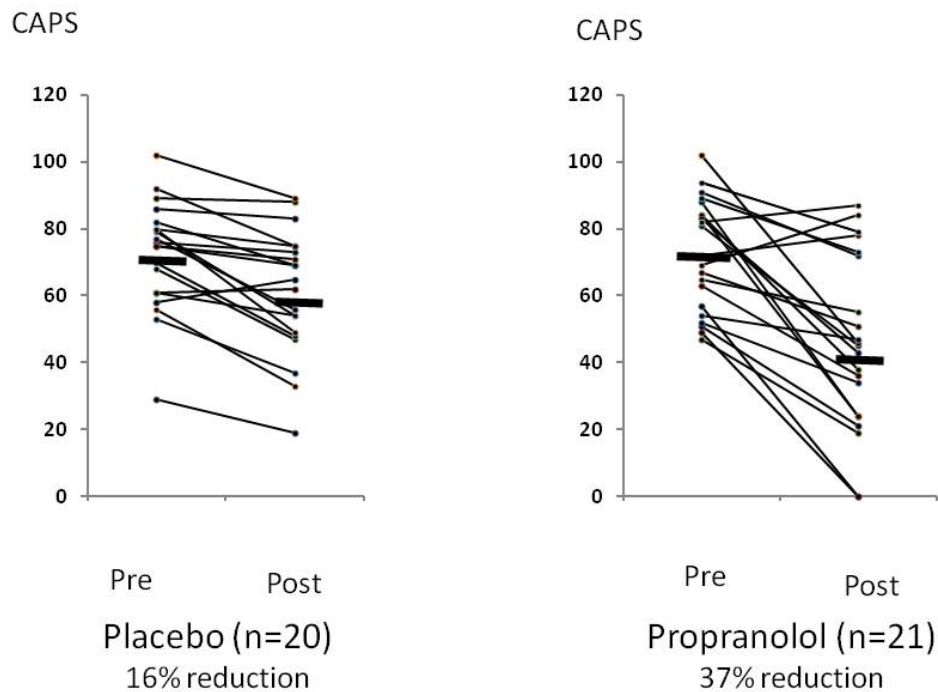 CAPS
120
100
80
60
40
20
0
Pre
Post
Placebo (n=20)
16% reduction
CAPS
120
100
80
60
40
20
0
Pre
Post
Propranolol (n=21)
37% reduction